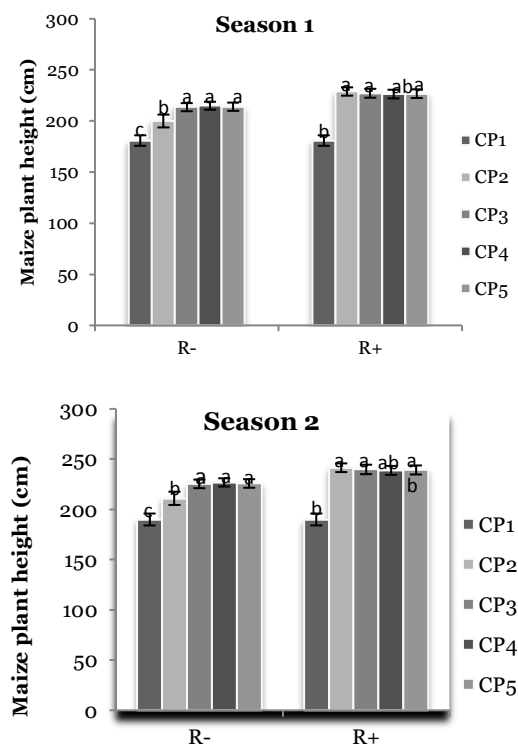 Season 1
Maize plant height (cm)
300
250
200
150
100
50
0
c b a a a
b a a ab a
R- R+
CP1
CP2
CP3
CP4
CP5
Season 2
Maize plant height (cm)
300
250
200
150
100
50
0
c b a a a
b a a ab a
b
R- R+
CP1
CP2
CP3
CP4
CP5